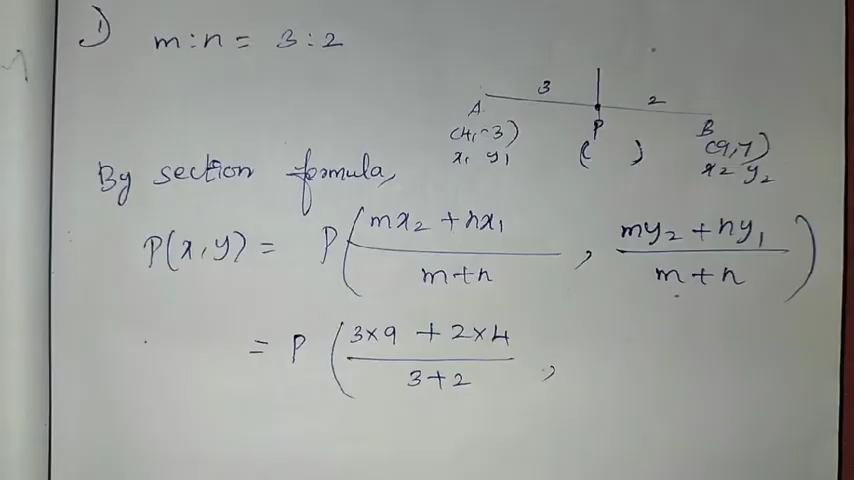 1) m:n = 3:2
3 2
A P B
(4,-3) ( ) (9,7)
x₁ y₁ x₂ y₂
By section formula,
P(x,y) = P( (mx₂ + nx₁)/(m+n) , (my₂ + ny₁)/(m+n) )
= P( (3×9 + 2×4)/(3+2) ,